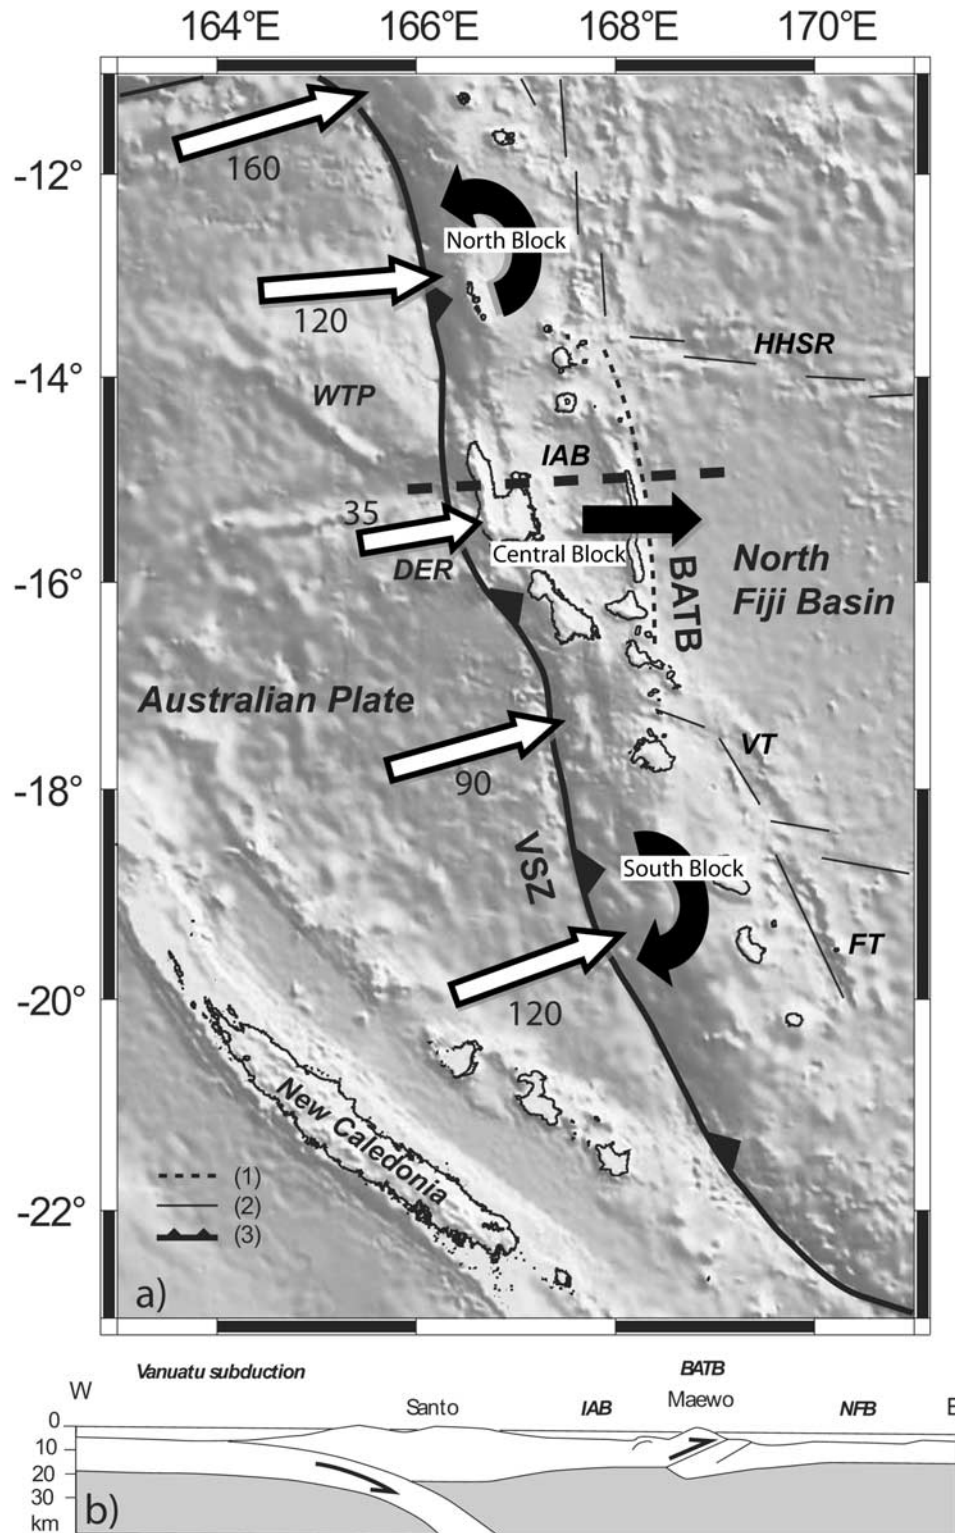 164°E 166°E 168°E 170°E
-12°
160
North Block
120
HHSR
-14°
WTP
IAB
35
Central Block
DER
-16°
BATB
North
Fiji Basin
Australian Plate
VT
90
-18°
VSZ
South Block
FT
120
-20°
New Caledonia
(1)
(2)
-22°
(3)
a)
Vanuatu subduction
BATB
W
Santo
IAB
Maewo
NFB
E
0
10
20
30
km
b)